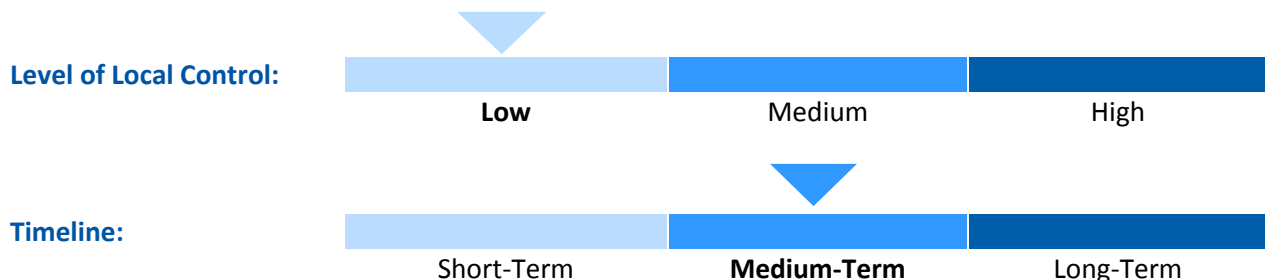 Level of Local Control:
Low Medium High
Timeline:
Short-Term Medium-Term Long-Term